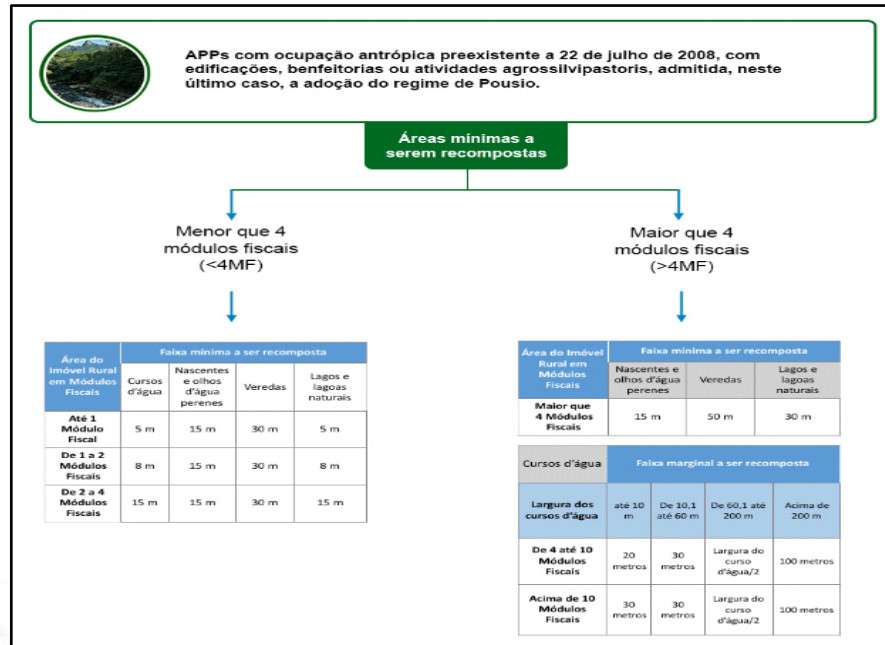 APPs com ocupação antrópica preexistente a 22 de julho de 2008, com
edificações, benfeitorias ou atividades agrossilvipastoris, admitida, neste
último caso, a adoção do regime de Pousio.
Áreas mínimas a
serem recompostas
Menor que 4
módulos fiscais
(<4MF)
Maior que 4
módulos fiscais
(>4MF)
Área do
Imóvel Rural
em Módulos
Fiscais
Faixa mínima a ser recomposta
Cursos
d'água
Nascentes
e olhos
d'água
perenes
Veredas
Lagos e
lagoas
naturais
Até 1
Módulo
Fiscal
5 m
15 m
30 m
5 m
De 1 a 2
Módulos
Fiscais
8 m
15 m
30 m
8 m
De 2 a 4
Módulos
Fiscais
15 m
15 m
30 m
15 m
Área do Imóvel
Rural em
Módulos
Fiscais
Faixa mínima a ser recomposta
Nascentes e
olhos d'água
perenes
Veredas
Lagos e
lagoas
naturais
Maior que
4 Módulos
Fiscais
15 m
50 m
30 m
Cursos d'água
Faixa marginal a ser recomposta
Largura dos
cursos d'água
até 10
m
De 10,1
até 60 m
De 60,1 até
200 m
Acima de
200 m
De 4 até 10
Módulos
Fiscais
20
metros
30
metros
Largura do
curso
d'água/2
100 metros
Acima de 10
Módulos
Fiscais
30
metros
30
metros
Largura do
curso
d'água/2
100 metros